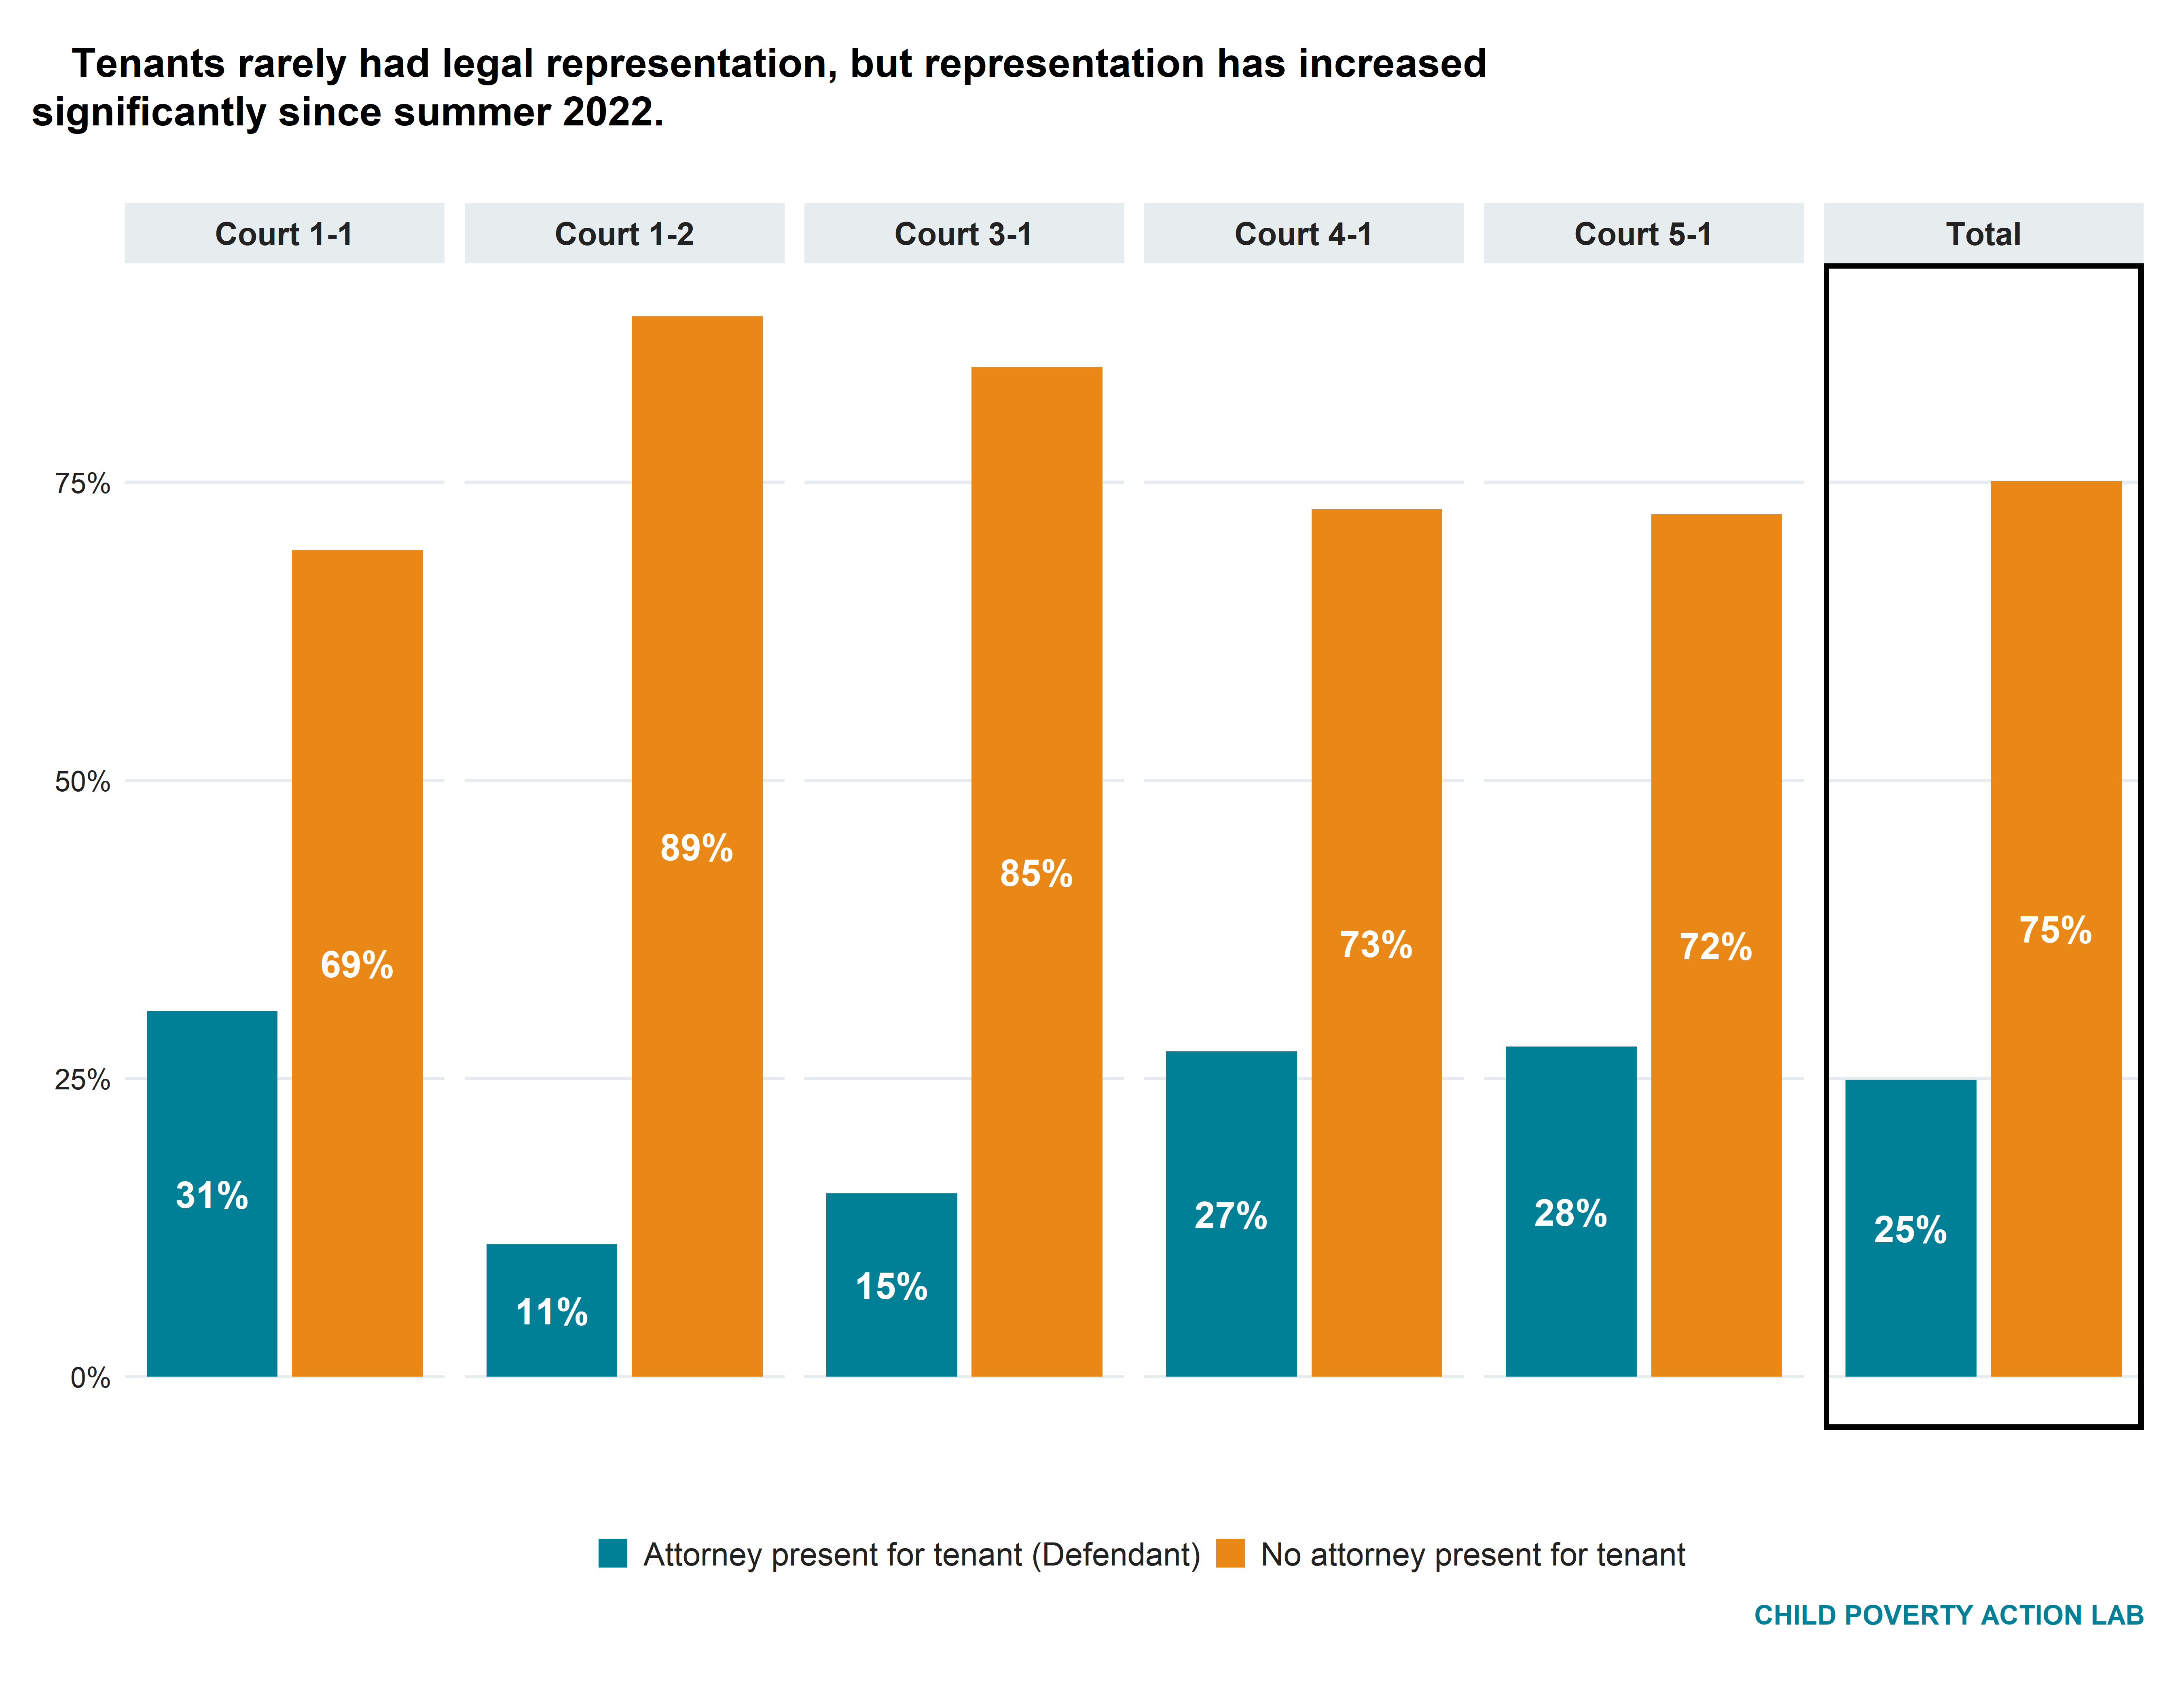 Tenants rarely had legal representation, but representation has increased
significantly since summer 2022.
Court 1-1
Court 1-2
Court 3-1
Court 4-1
Court 5-1
Total
75%
50%
25%
0%
31%
69%
11%
89%
15%
85%
27%
73%
28%
72%
25%
75%
Attorney present for tenant (Defendant)
No attorney present for tenant
CHILD POVERTY ACTION LAB